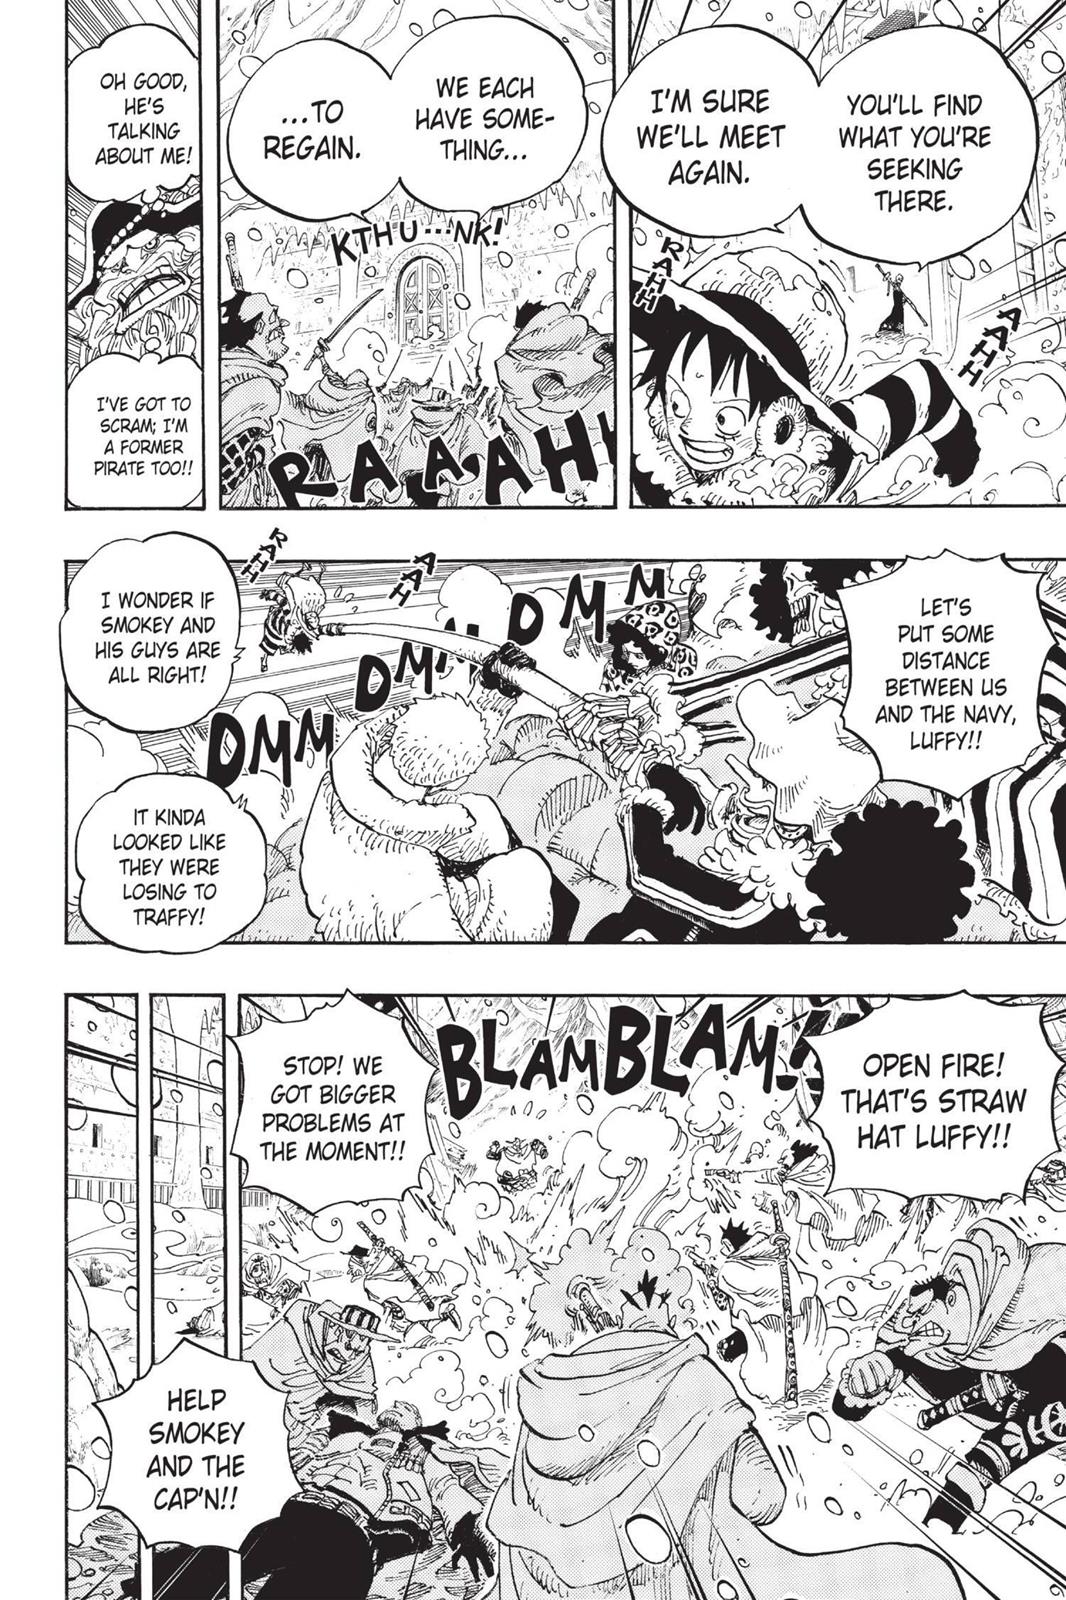 YOU'LL FIND
WHAT YOU'RE
SEEKING
THERE.
I'M SURE
WE'LL MEET
AGAIN.
RAHH
AAHH
WE EACH
HAVE SOME-
THING...
...TO
REGAIN.
KTHU...NK!
RAAAAHH
OH GOOD,
HE'S
TALKING
ABOUT ME!
I'VE GOT TO
SCRAM; I'M
A FORMER
PIRATE TOO!!
LET'S
PUT SOME
DISTANCE
BETWEEN US
AND THE NAVY,
LUFFY!!
DMM
DMM
DMM
RAHH
AAH
I WONDER IF
SMOKEY AND
HIS GUYS ARE
ALL RIGHT!
IT KINDA
LOOKED LIKE
THEY WERE
LOSING TO
TRAFFY!
OPEN FIRE!
THAT'S STRAW
HAT LUFFY!!
BLAMBLAM!
STOP! WE
GOT BIGGER
PROBLEMS AT
THE MOMENT!!
HELP
SMOKEY
AND THE
CAP'N!!